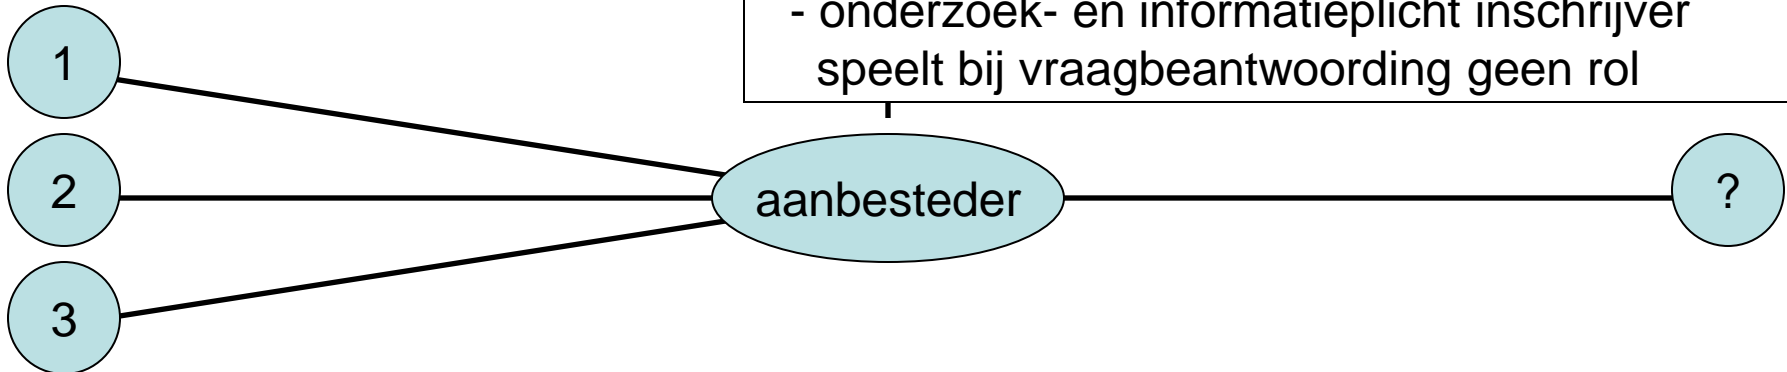 - onderzoek- en informatieplicht inschrijver
speelt bij vraagbeantwoording geen rol
1
2
aanbesteder
?
3